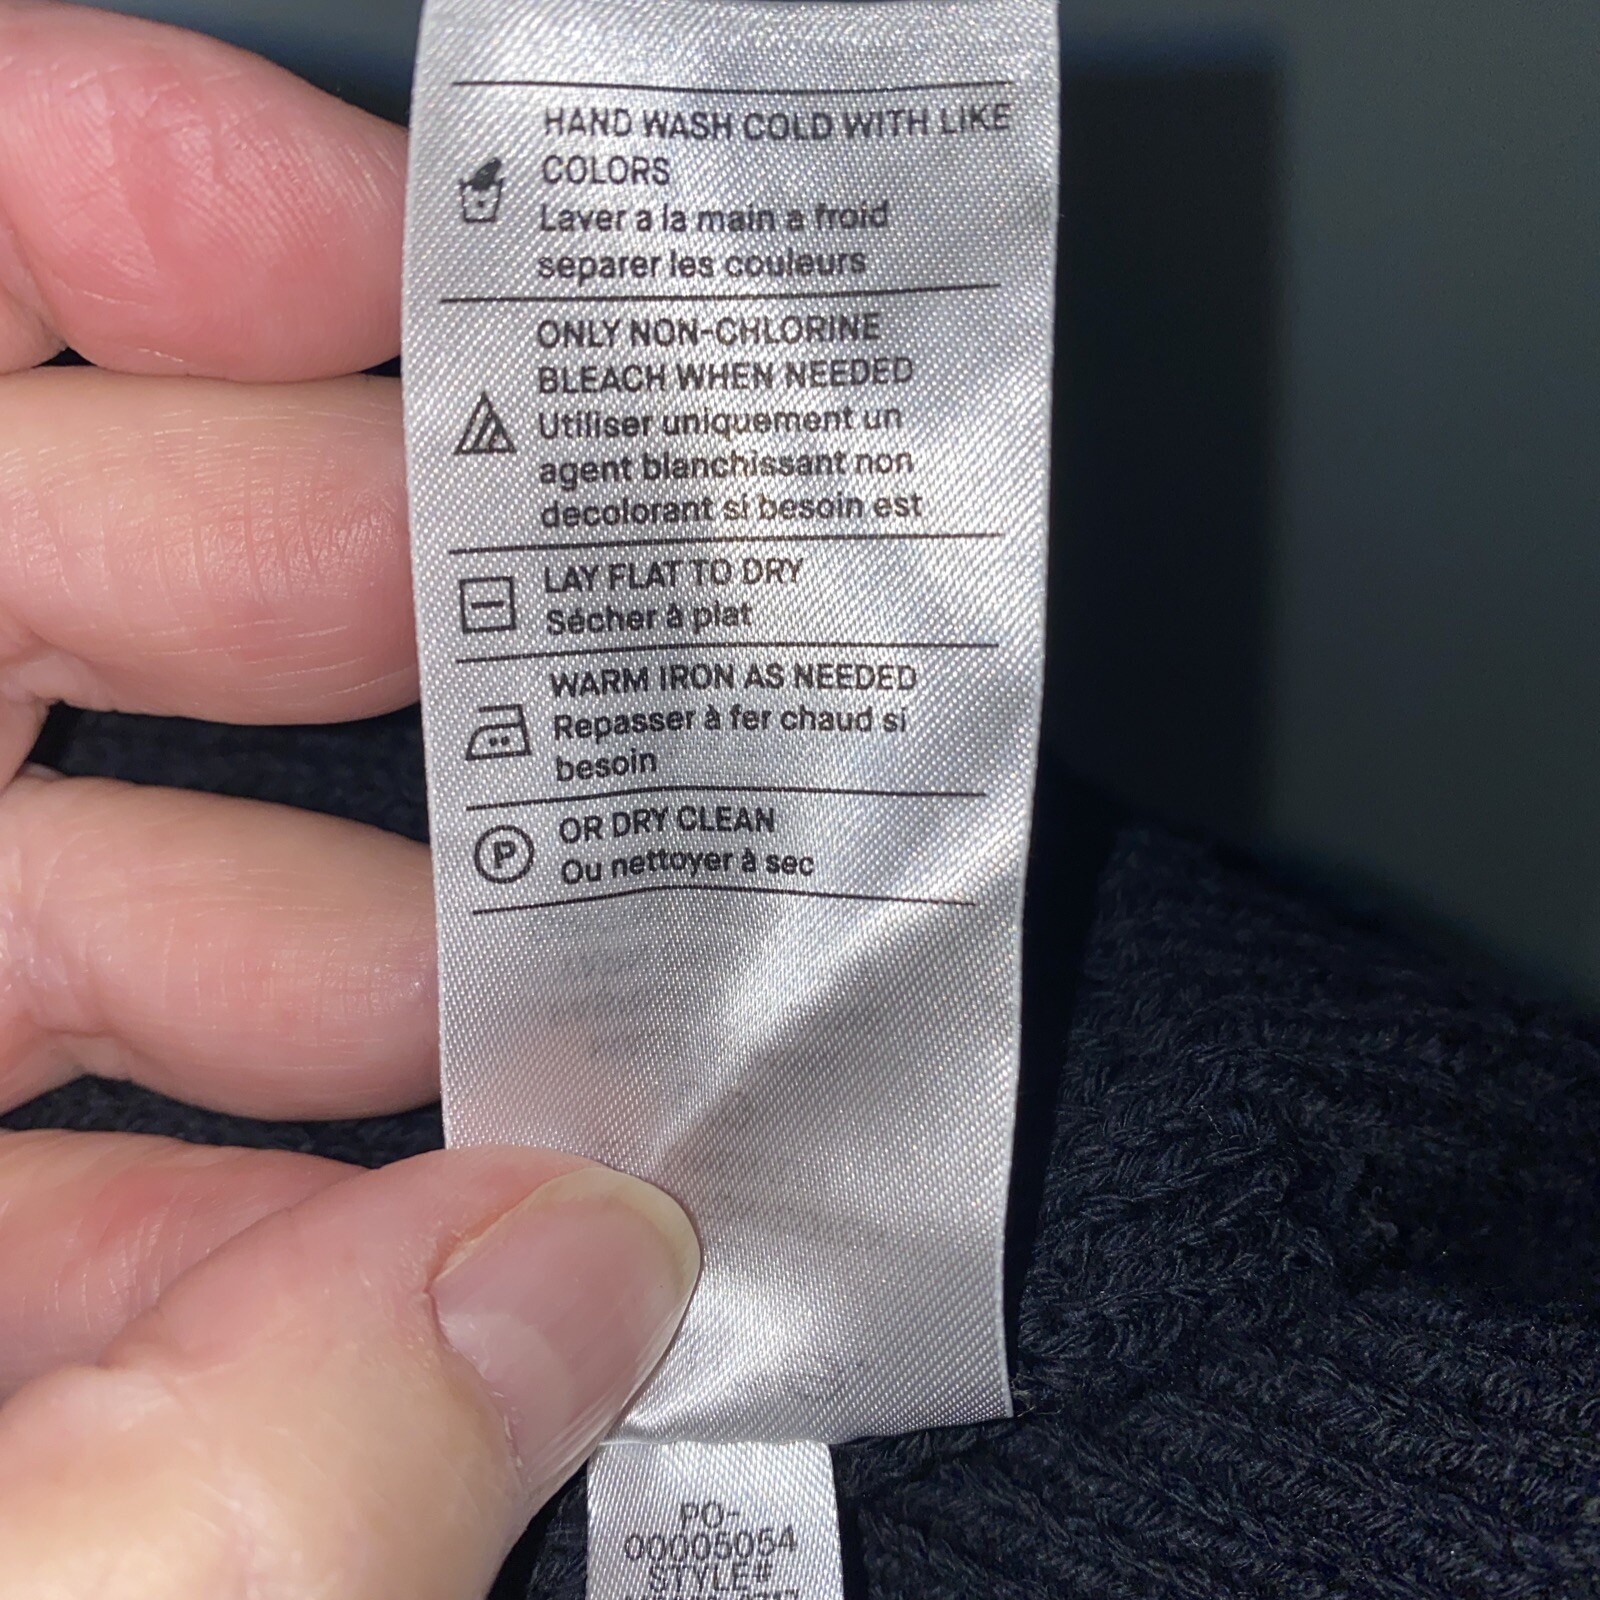 HAND WASH COLD WITH LIKE
COLORS
Laver a la main a froid
separer les couleurs
ONLY NON-CHLORINE
BLEACH WHEN NEEDED
Utiliser uniquement un
agent blanchissant non
decolorant si besoin est
LAY FLAT TO DRY
Sécher à plat
WARM IRON AS NEEDED
Repasser à fer chaud si
besoin
P
OR DRY CLEAN
Ou nettoyer à sec
PO-
00005054
STYLE#